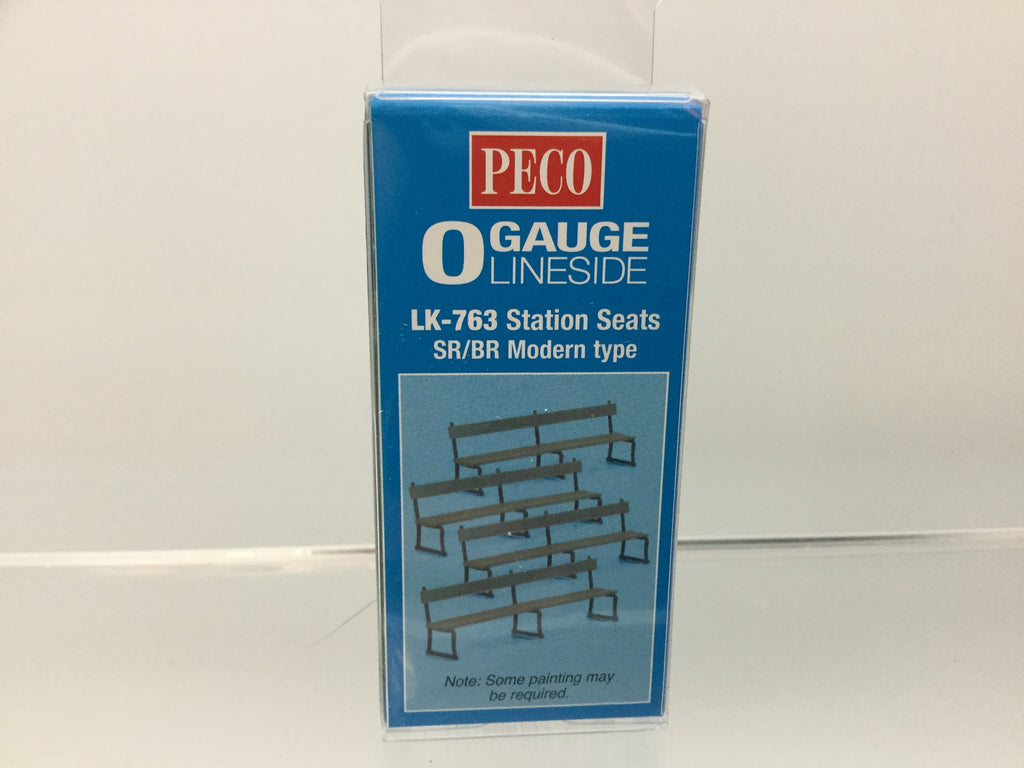 PECO
O GAUGE
LINESIDE
LK-763 Station Seats
SR/BR Modern type
Note: Some painting may
be required.